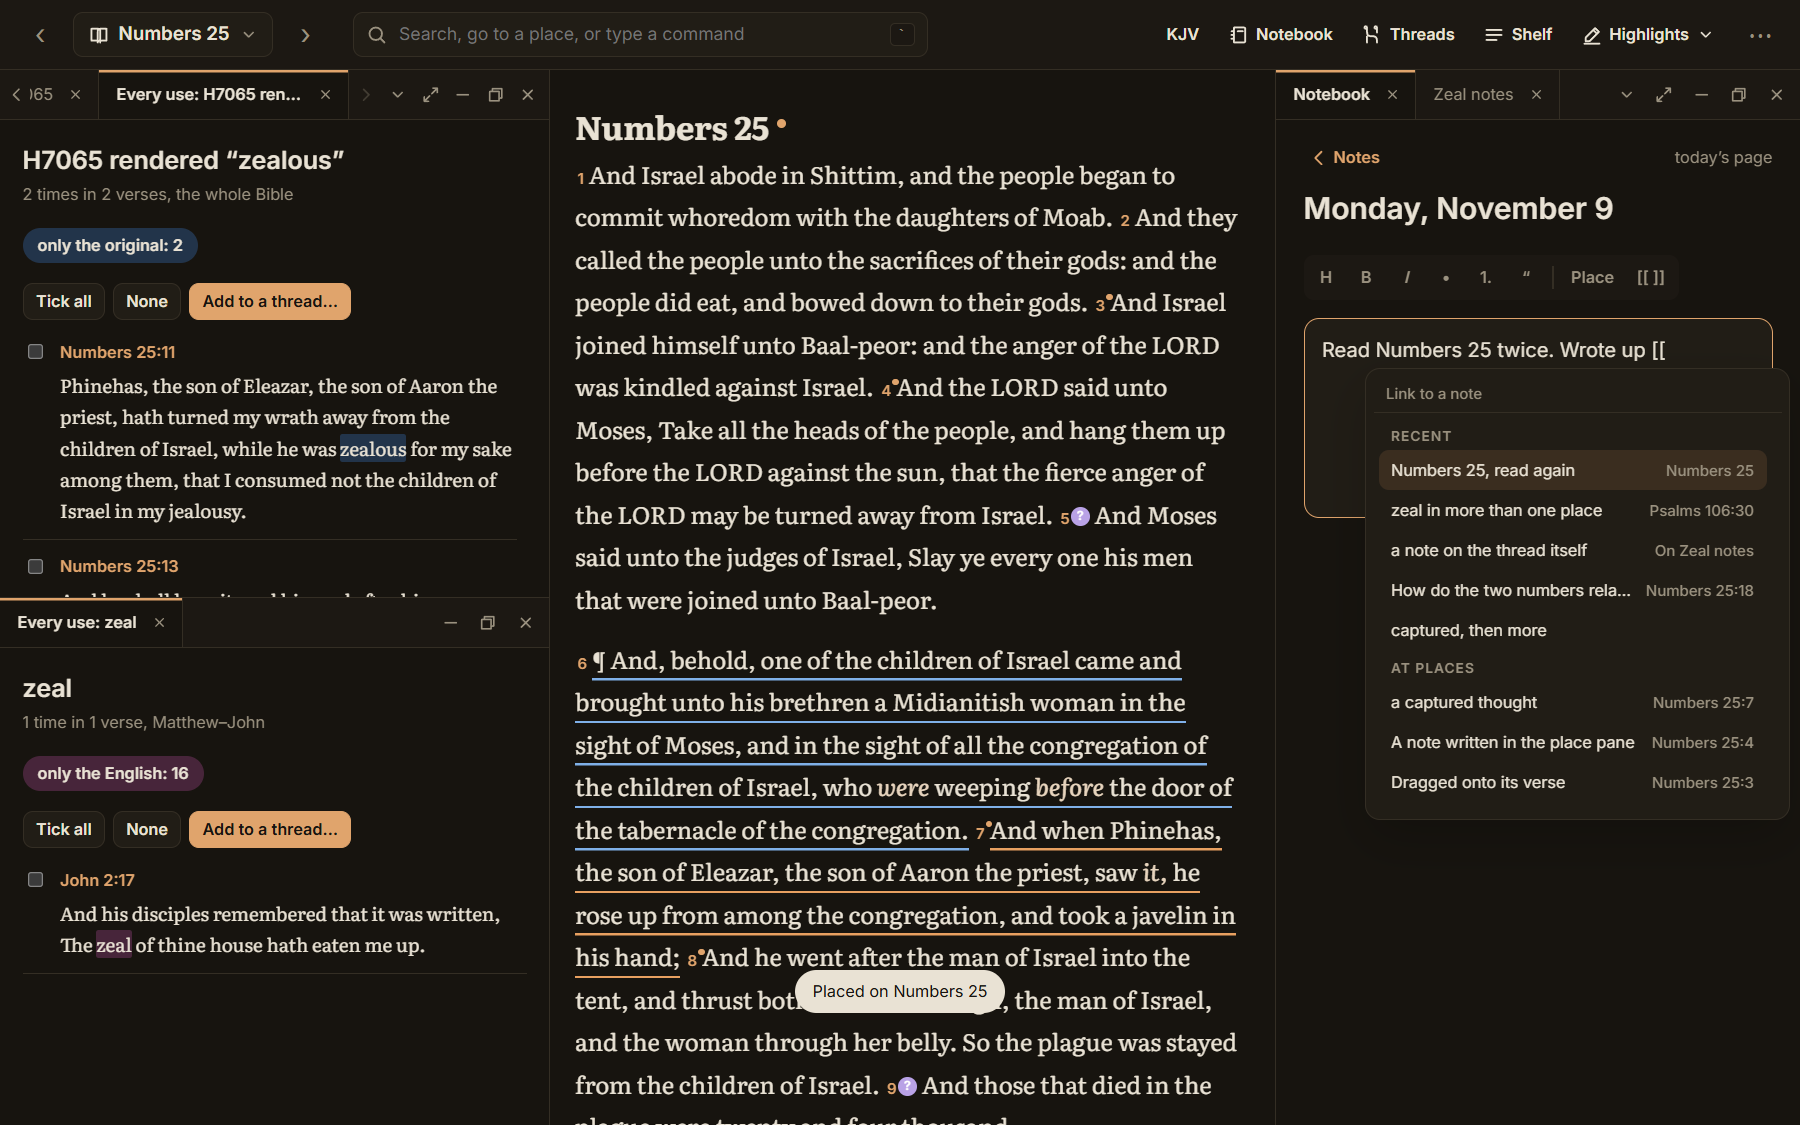 Numbers 25
Search, go to a place, or type a command
`
KJV
Notebook
Threads
Shelf
Highlights
065
Every use: H7065 ren...
H7065 rendered “zealous”
2 times in 2 verses, the whole Bible
only the original: 2
Tick all
None
Add to a thread...
Numbers 25:11
Phinehas, the son of Eleazar, the son of Aaron the
priest, hath turned my wrath away from the
children of Israel, while he was zealous for my sake
among them, that I consumed not the children of
Israel in my jealousy.
Numbers 25:13
Every use: zeal
zeal
1 time in 1 verse, Matthew–John
only the English: 16
Tick all
None
Add to a thread...
John 2:17
And his disciples remembered that it was written,
The zeal of thine house hath eaten me up.
Numbers 25
1 And Israel abode in Shittim, and the people began to
commit whoredom with the daughters of Moab. 2 And they
called the people unto the sacrifices of their gods: and the
people did eat, and bowed down to their gods. 3 And Israel
joined himself unto Baal-peor: and the anger of the LORD
was kindled against Israel. 4 And the LORD said unto
Moses, Take all the heads of the people, and hang them up
before the LORD against the sun, that the fierce anger of
the LORD may be turned away from Israel. 5 ? And Moses
said unto the judges of Israel, Slay ye every one his men
that were joined unto Baal-peor.
6 ¶ And, behold, one of the children of Israel came and
brought unto his brethren a Midianitish woman in the
sight of Moses, and in the sight of all the congregation of
the children of Israel, who were weeping before the door of
the tabernacle of the congregation. 7 And when Phinehas,
the son of Eleazar, the son of Aaron the priest, saw it, he
rose up from among the congregation, and took a javelin in
his hand; 8 And he went after the man of Israel into the
tent, and thrust both , the man of Israel,
Placed on Numbers 25
and the woman through her belly. So the plague was stayed
from the children of Israel. 9 ? And those that died in the
plague were twenty and four thousand.
Notebook
Zeal notes
Notes
today’s page
Monday, November 9
H B I • 1. “ Place [[ ]]
Read Numbers 25 twice. Wrote up [[
Link to a note
RECENT
Numbers 25, read again Numbers 25
zeal in more than one place Psalms 106:30
a note on the thread itself On Zeal notes
How do the two numbers rela... Numbers 25:18
captured, then more
AT PLACES
a captured thought Numbers 25:7
A note written in the place pane Numbers 25:4
Dragged onto its verse Numbers 25:3